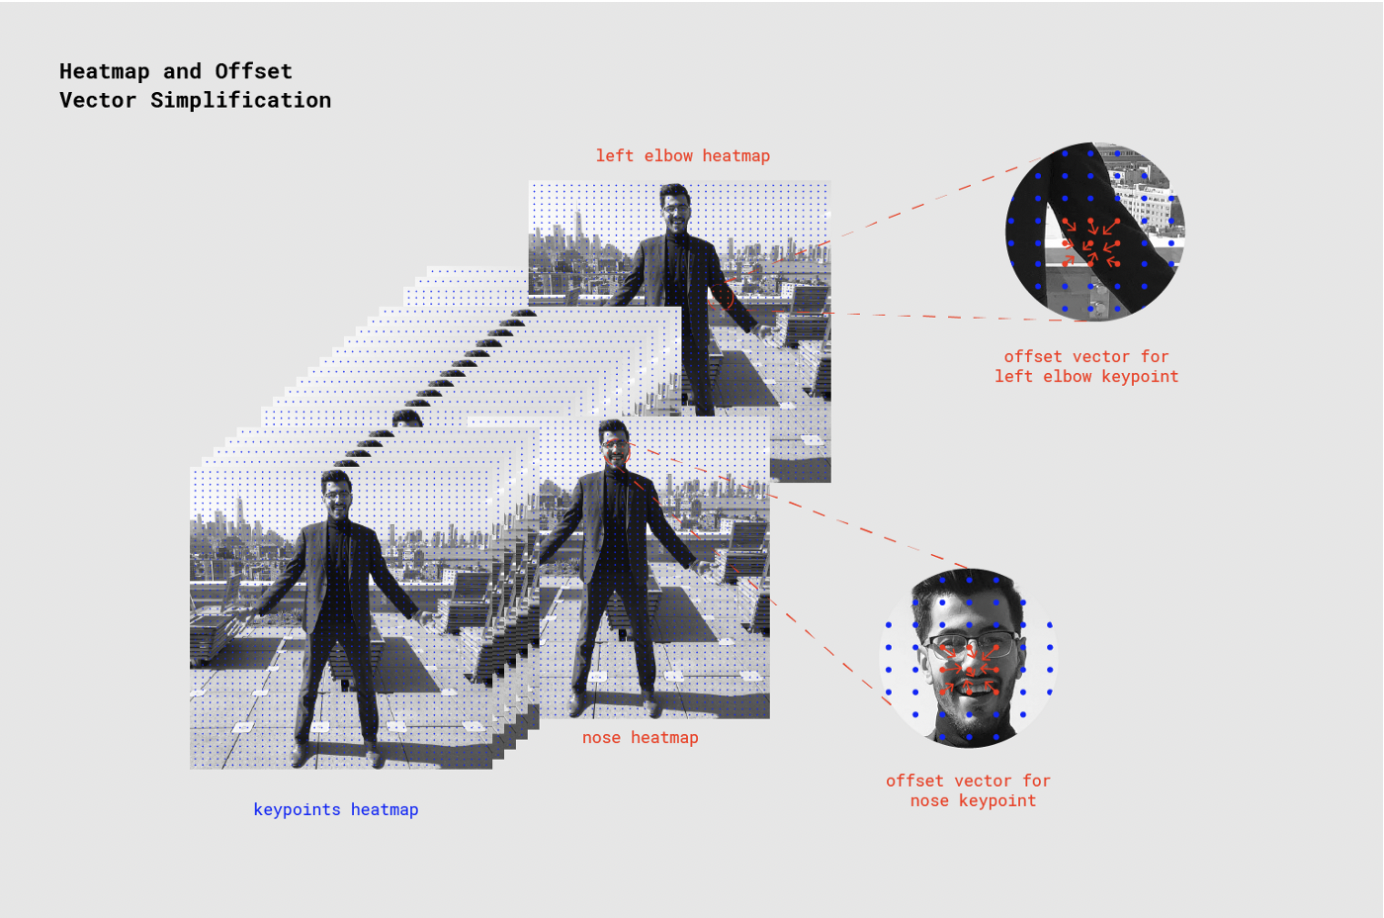 Heatmap and Offset
Vector Simplification
left elbow heatmap
offset vector for
left elbow keypoint
nose heatmap
offset vector for
nose keypoint
keypoints heatmap